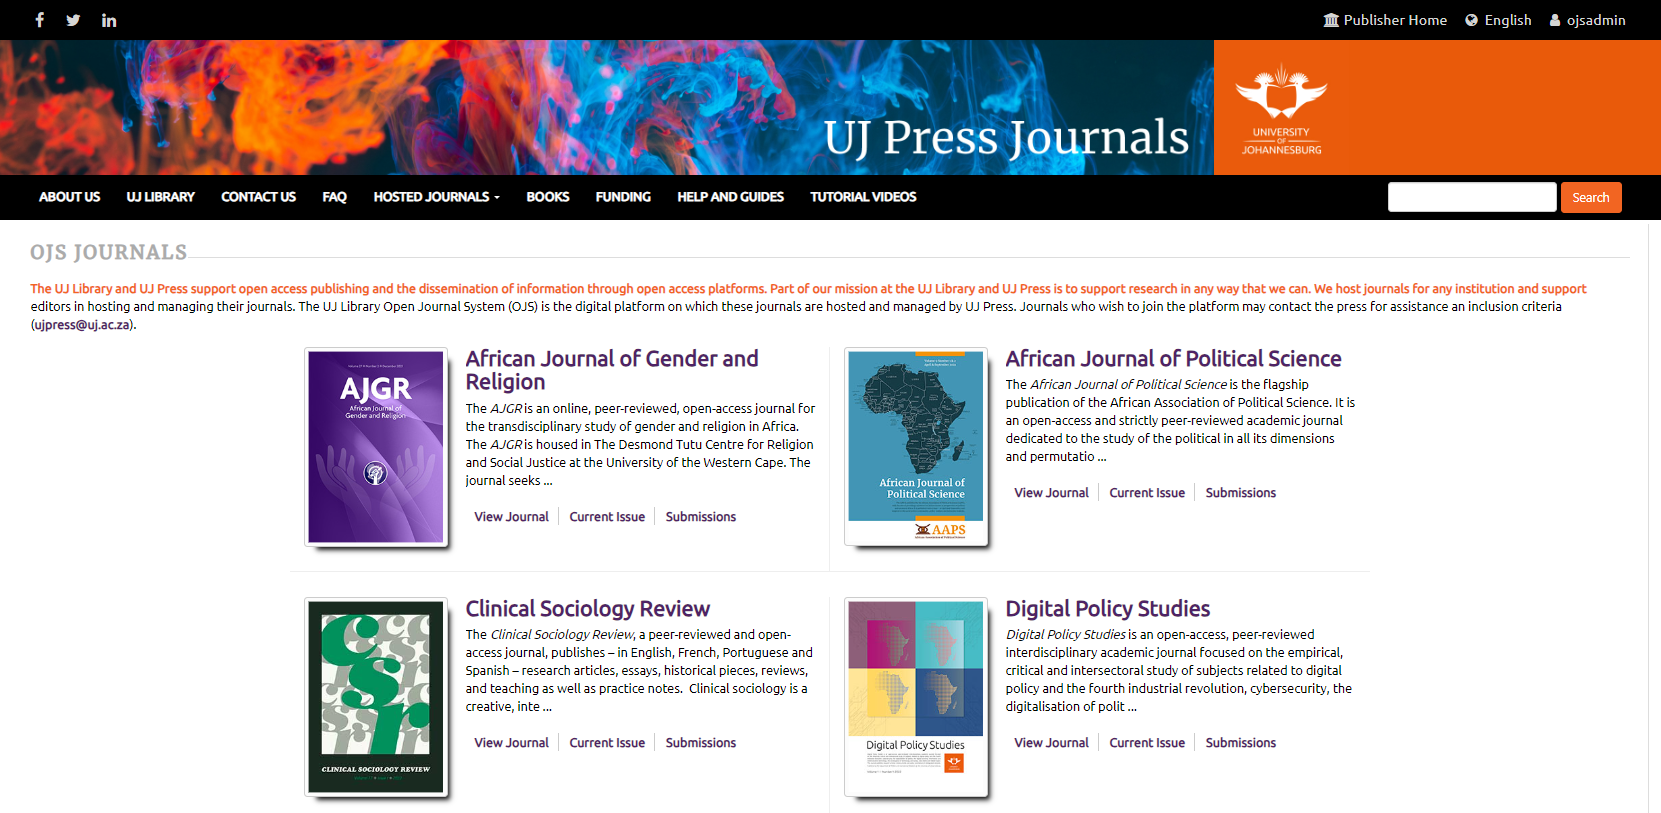 Publisher Home English ojsadmin
UJ Press Journals
UNIVERSITY
OF
JOHANNESBURG
ABOUT US UJ LIBRARY CONTACT US FAQ HOSTED JOURNALS BOOKS FUNDING HELP AND GUIDES TUTORIAL VIDEOS Search
OJS JOURNALS
The UJ Library and UJ Press support open access publishing and the dissemination of information through open access platforms. Part of our mission at the UJ Library and UJ Press is to support research in any way that we can. We host journals for any institution and support
editors in hosting and managing their journals. The UJ Library Open Journal System (OJS) is the digital platform on which these journals are hosted and managed by UJ Press. Journals who wish to join the platform may contact the press for assistance an inclusion criteria
(ujpress@uj.ac.za).
AJGR
African Journal of
Gender and Religion
African Journal of Gender and
Religion
The AJGR is an online, peer-reviewed, open-access journal for
the transdisciplinary study of gender and religion in Africa.
The AJGR is housed in The Desmond Tutu Centre for Religion
and Social Justice at the University of the Western Cape. The
journal seeks ...
View Journal Current Issue Submissions
African Journal of
Political Science
AAPS
African Journal of Political Science
The African Journal of Political Science is the flagship
publication of the African Association of Political Science. It is
an open-access and strictly peer-reviewed academic journal
dedicated to the study of the political in all its dimensions
and permutatio ...
View Journal Current Issue Submissions
csr
CLINICAL SOCIOLOGY REVIEW
Clinical Sociology Review
The Clinical Sociology Review, a peer-reviewed and open-
access journal, publishes – in English, French, Portuguese and
Spanish – research articles, essays, historical pieces, reviews,
and teaching as well as practice notes. Clinical sociology is a
creative, inte ...
View Journal Current Issue Submissions
Digital Policy Studies
Digital Policy Studies
Digital Policy Studies is an open-access, peer-reviewed
interdisciplinary academic journal focused on the empirical,
critical and intersectoral study of subjects related to digital
policy and the fourth industrial revolution, cybersecurity, the
digitalisation of polit ...
View Journal Current Issue Submissions